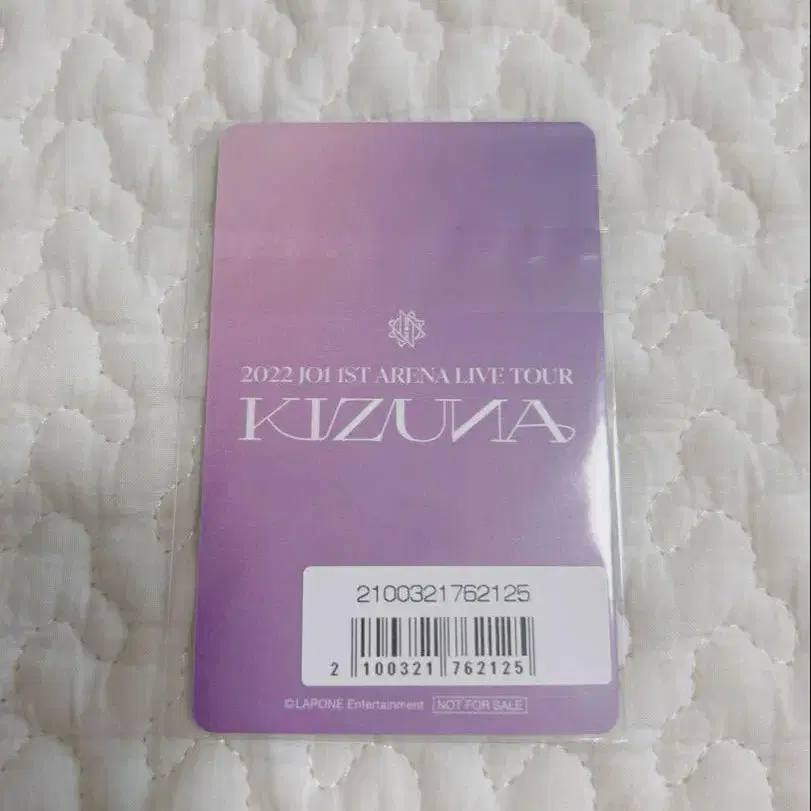 2022 JO1 1ST ARENA LIVE TOUR
KIZUNA
2100321762125
2 100321 762125
©LAPONE Entertainment NOT FOR SALE